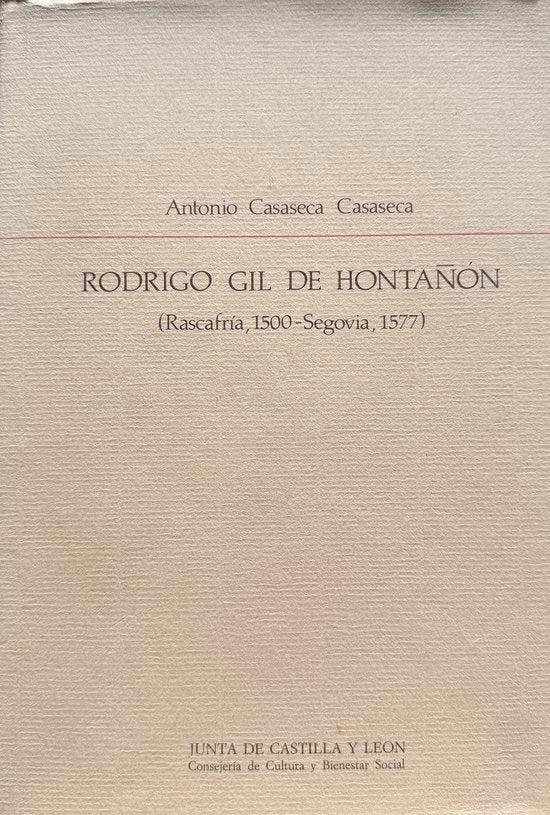 Antonio Casaseca Casaseca
RODRIGO GIL DE HONTAÑÓN
(Rascafría, 1500-Segovia, 1577)
JUNTA DE CASTILLA Y LEON
Consejería de Cultura y Bienestar Social